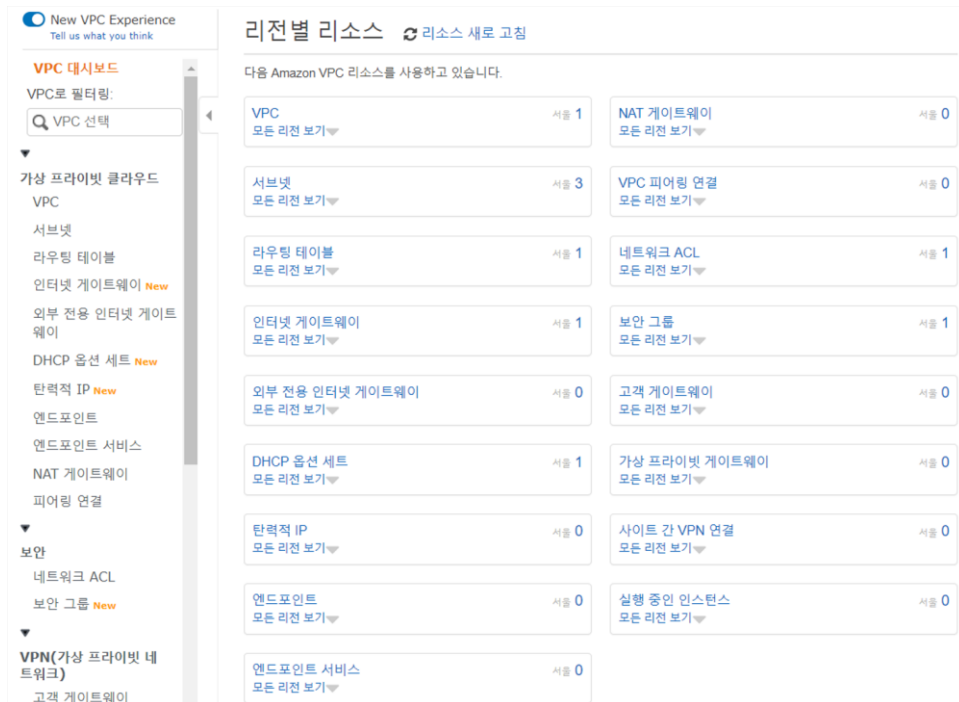 New VPC Experience
Tell us what you think
VPC 대시보드
VPC로 필터링:
VPC 선택
가상 프라이빗 클라우드
VPC
서브넷
라우팅 테이블
인터넷 게이트웨이 New
외부 전용 인터넷 게이트
웨이
DHCP 옵션 세트 New
탄력적 IP New
엔드포인트
엔드포인트 서비스
NAT 게이트웨이
피어링 연결
보안
네트워크 ACL
보안 그룹 New
VPN(가상 프라이빗 네
트워크)
고객 게이트웨이
리전별 리소스 리소스 새로 고침
다음 Amazon VPC 리소스를 사용하고 있습니다.
VPC 서울 1
모든 리전 보기
NAT 게이트웨이 서울 0
모든 리전 보기
서브넷 서울 3
모든 리전 보기
VPC 피어링 연결 서울 0
모든 리전 보기
라우팅 테이블 서울 1
모든 리전 보기
네트워크 ACL 서울 1
모든 리전 보기
인터넷 게이트웨이 서울 1
모든 리전 보기
보안 그룹 서울 1
모든 리전 보기
외부 전용 인터넷 게이트웨이 서울 0
모든 리전 보기
고객 게이트웨이 서울 0
모든 리전 보기
DHCP 옵션 세트 서울 1
모든 리전 보기
가상 프라이빗 게이트웨이 서울 0
모든 리전 보기
탄력적 IP 서울 0
모든 리전 보기
사이트 간 VPN 연결 서울 0
모든 리전 보기
엔드포인트 서울 0
모든 리전 보기
실행 중인 인스턴스 서울 0
모든 리전 보기
엔드포인트 서비스 서울 0
모든 리전 보기